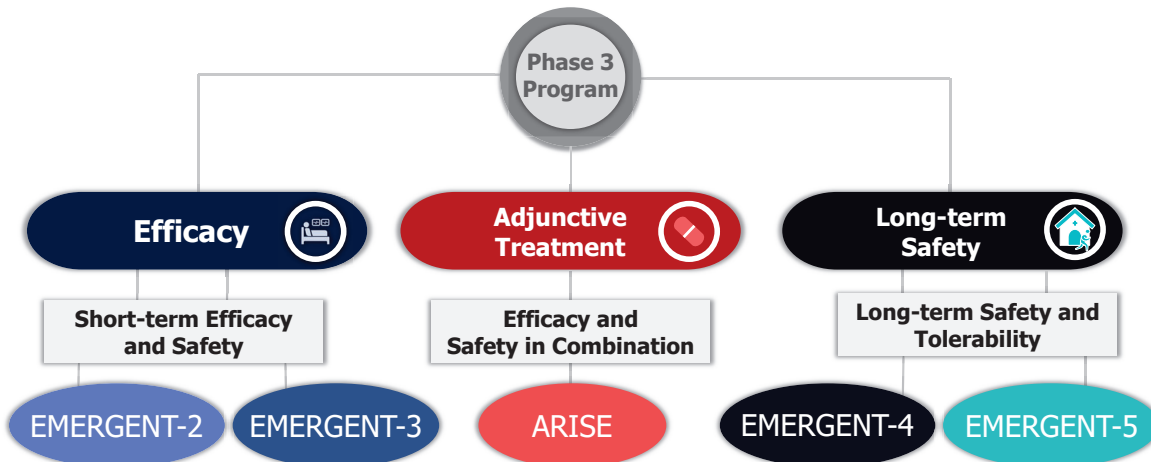 Phase 3
Program
Efficacy
Adjunctive
Treatment
Long-term
Safety
Short-term Efficacy
and Safety
Efficacy and
Safety in Combination
Long-term Safety and
Tolerability
EMERGENT-2
EMERGENT-3
ARISE
EMERGENT-4
EMERGENT-5